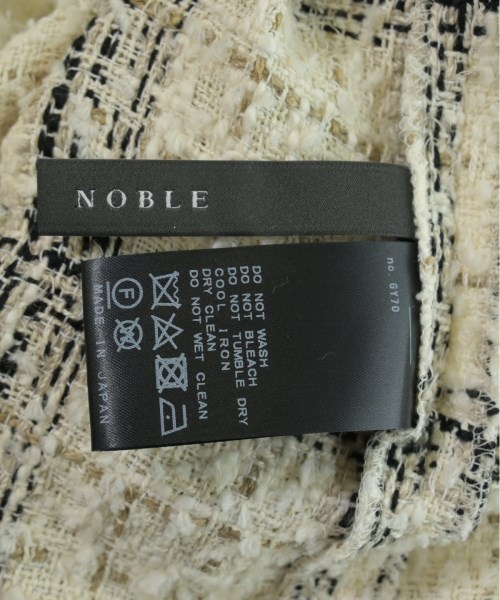 NOBLE
no. GY70
DO NOT WASH
DO NOT BLEACH
DO NOT TUMBLE DRY
COOL IRON
DRY CLEAN
DO NOT WET CLEAN
F
MADE IN JAPAN